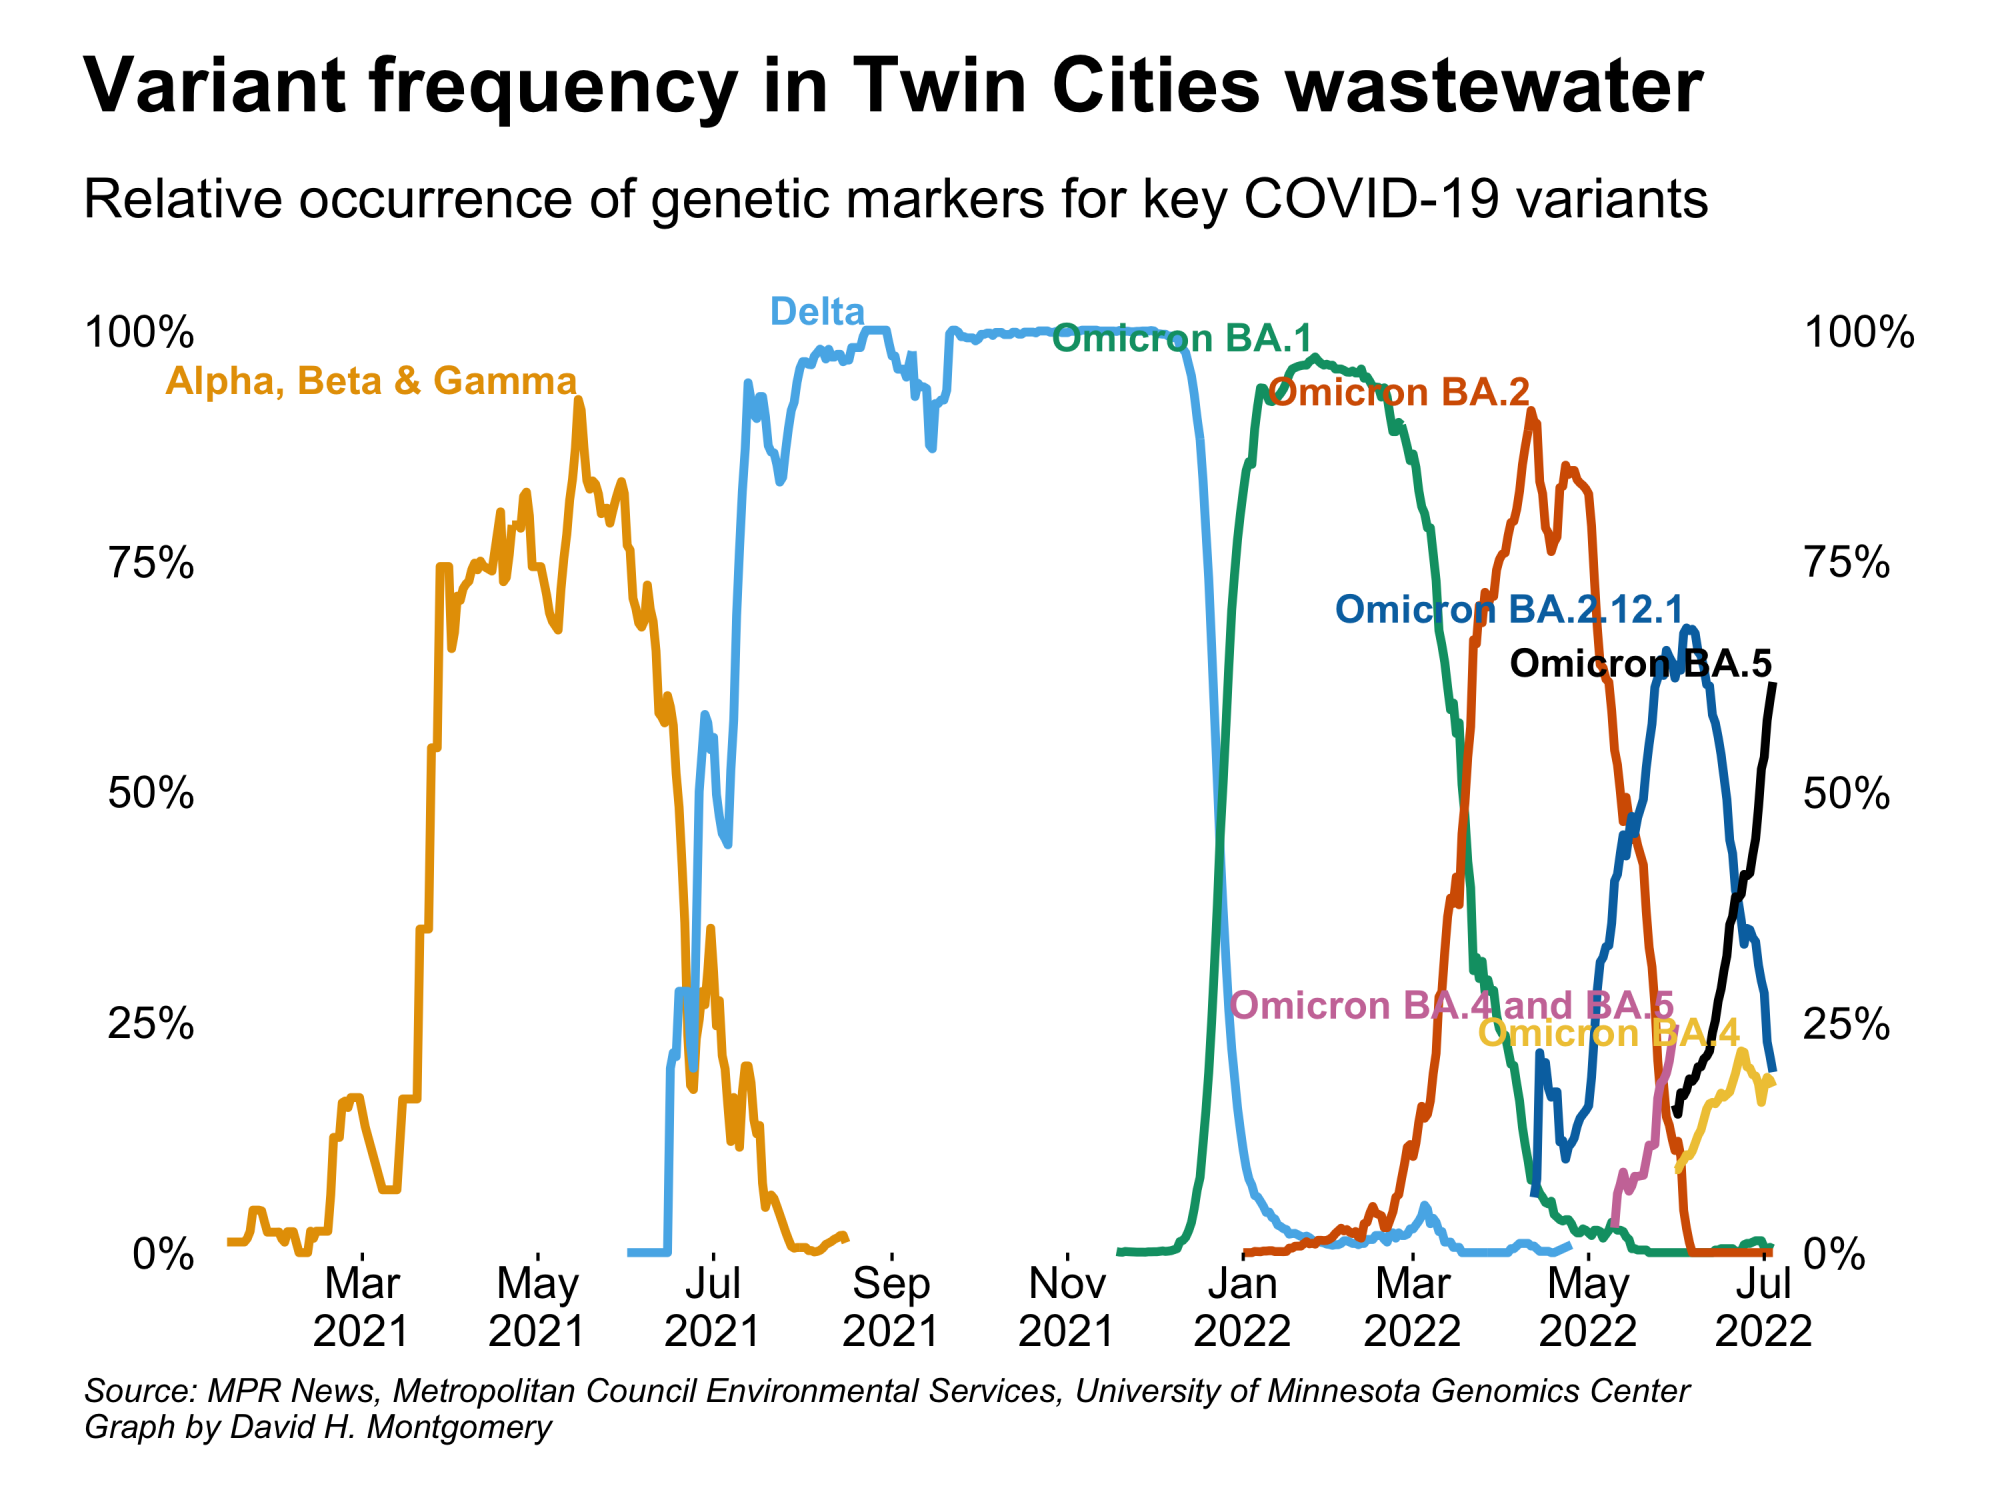 Variant frequency in Twin Cities wastewater
Relative occurrence of genetic markers for key COVID-19 variants
Delta
100%
100%
Omicron BA.1
Alpha, Beta & Gamma
Omicron BA.2
75%
75%
Omicron BA.2.12.1
Omicron BA.5
50%
50%
Omicron BA.4 and BA.5
25%
25%
Omicron BA.4
0%
0%
Mar
2021
May
2021
Jul
2021
Sep
2021
Nov
2021
Jan
2022
Mar
2022
May
2022
Jul
2022
Source: MPR News, Metropolitan Council Environmental Services, University of Minnesota Genomics Center
Graph by David H. Montgomery